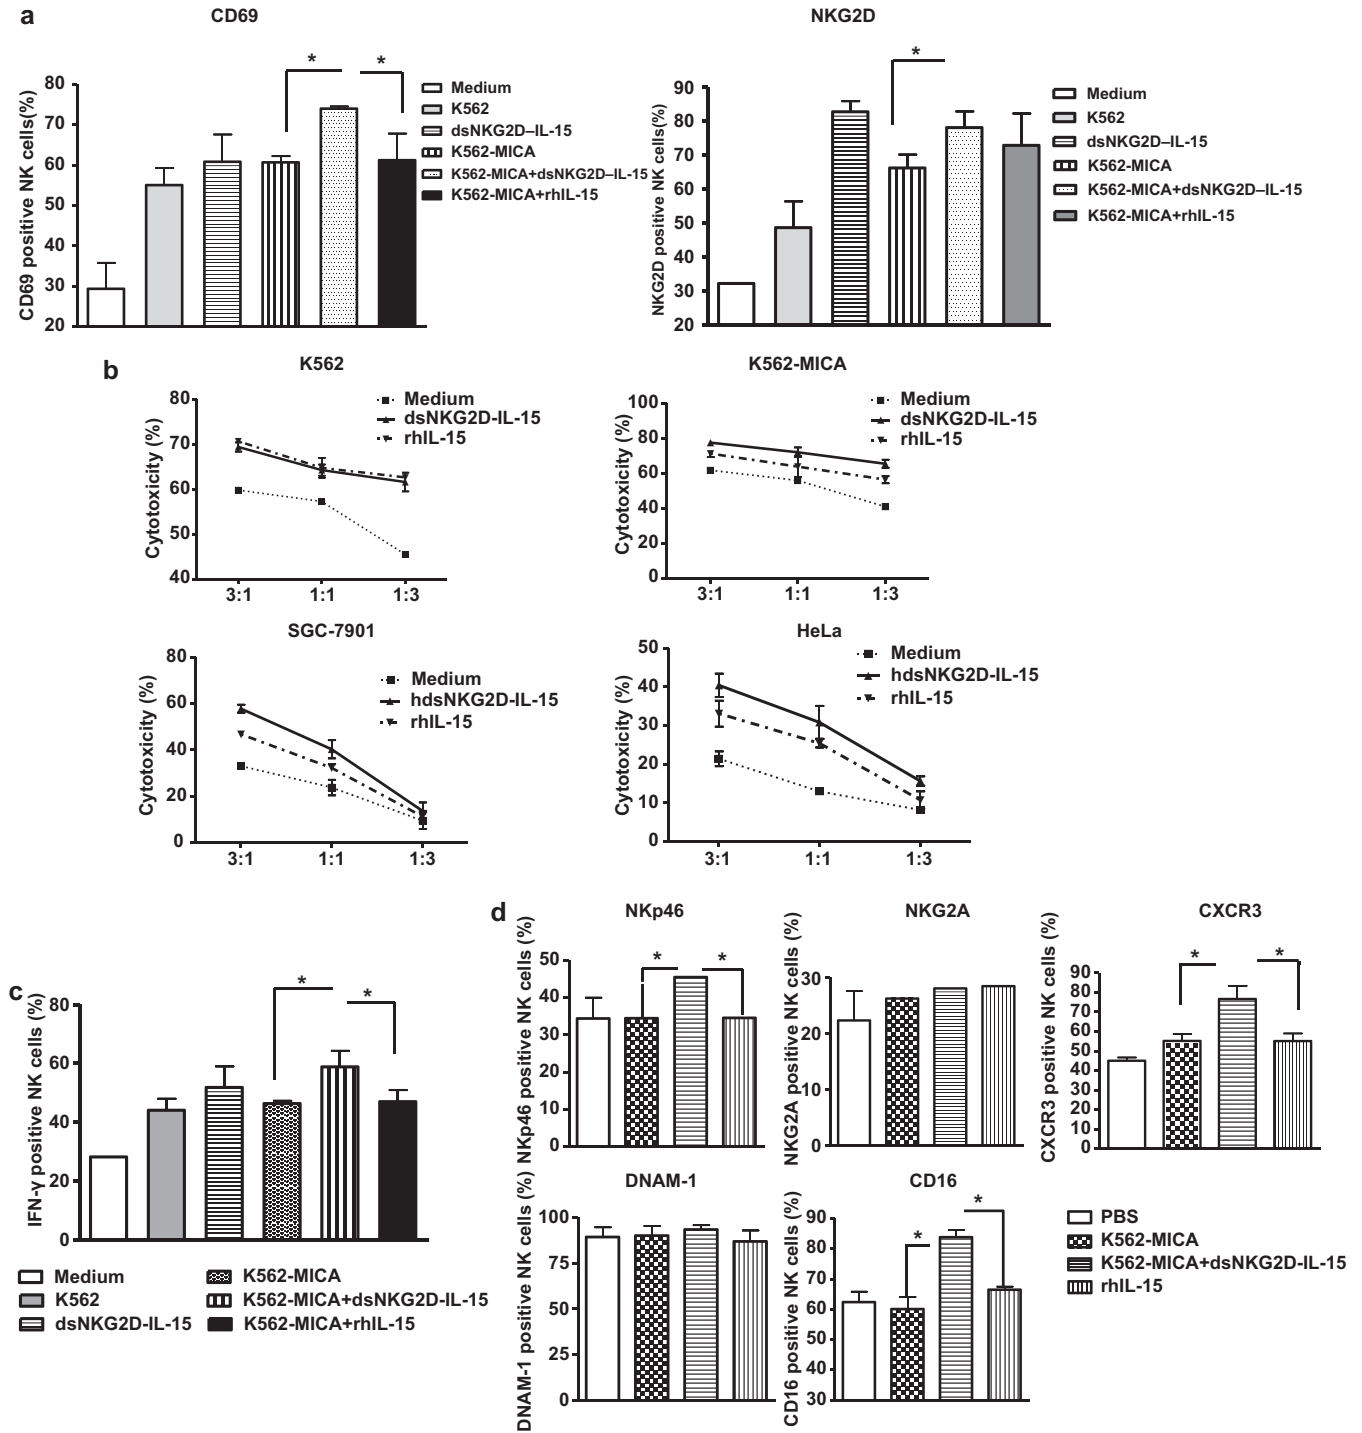 a
CD69
CD69 positive NK cells(%)
80
70
60
50
40
30
20
*
*
Medium
K562
dsNKG2D–IL-15
K562-MICA
K562-MICA+dsNKG2D–IL-15
K562-MICA+rhIL-15
NKG2D
NKG2D positive NK cells(%)
90
80
70
60
50
40
30
20
*
Medium
K562
dsNKG2D–IL-15
K562-MICA
K562-MICA+dsNKG2D–IL-15
K562-MICA+rhIL-15
b
K562
Cytotoxicity (%)
80
70
60
50
40
3:1 1:1 1:3
Medium
dsNKG2D-IL-15
rhIL-15
K562-MICA
Cytotoxicity (%)
100
80
60
40
20
0
3:1 1:1 1:3
Medium
dsNKG2D-IL-15
rhIL-15
SGC-7901
Cytotoxicity (%)
80
60
40
20
0
3:1 1:1 1:3
Medium
hdsNKG2D-IL-15
rhIL-15
HeLa
Cytotoxicity (%)
50
40
30
20
10
0
3:1 1:1 1:3
Medium
hdsNKG2D-IL-15
rhIL-15
c
IFN-γ positive NK cells (%)
80
60
40
20
0
*
*
Medium
K562
dsNKG2D-IL-15
K562-MICA
K562-MICA+dsNKG2D-IL-15
K562-MICA+rhIL-15
d
NKp46
NKp46 positive NK cells (%)
50
40
30
20
10
0
*
*
NKG2A
NKG2A positive NK cells (%)
30
20
10
0
CXCR3
CXCR3 positive NK cells (%)
90
80
70
60
50
40
30
20
10
0
*
*
DNAM-1
DNAM-1 positive NK cells (%)
100
75
50
25
0
CD16
CD16 positive NK cells (%)
90
80
70
60
50
40
30
*
*
PBS
K562-MICA
K562-MICA+dsNKG2D-IL-15
rhIL-15